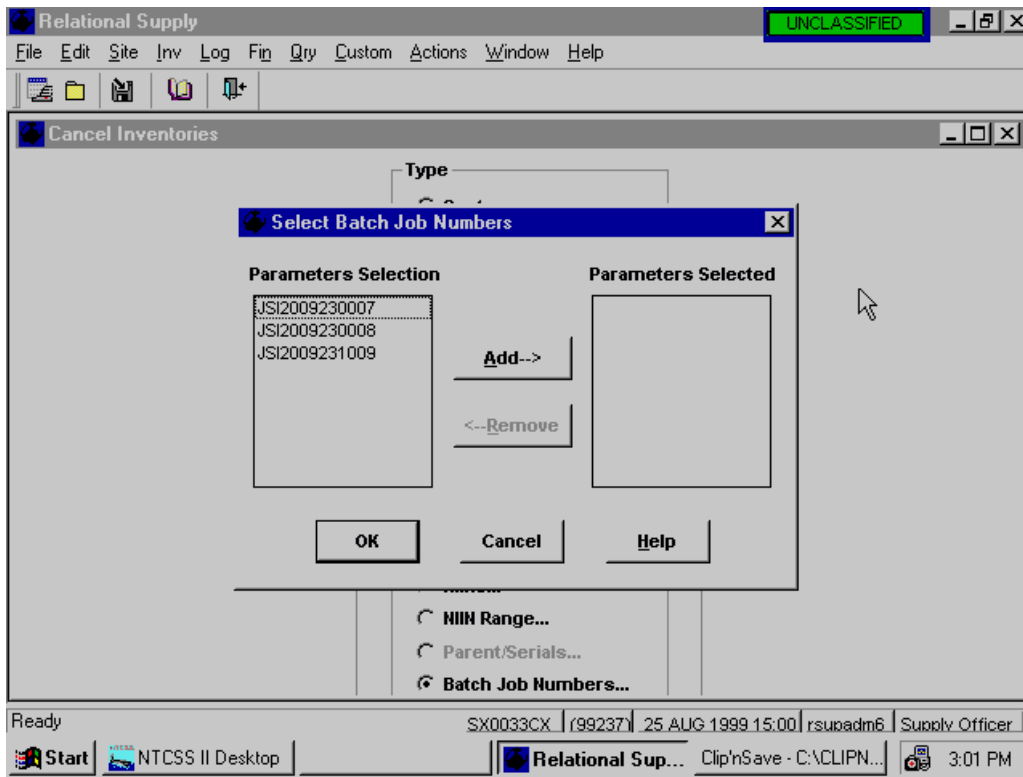 Relational Supply
UNCLASSIFIED
File Edit Site Inv Log Fin Qry Custom Actions Window Help
Cancel Inventories
Type
Select Batch Job Numbers
Parameters Selection
Parameters Selected
JSI2009230007
JSI2009230008
JSI2009231009
Add-->
<--Remove
OK
Cancel
Help
NIIN Range...
Parent/Serials...
Batch Job Numbers...
Ready
SX0033CX
(99237)
25 AUG 1999 15:00
rsupadm6
Supply Officer
Start
NTCSS II Desktop
Relational Sup...
Clip'nSave - C:\CLIPN...
3:01 PM